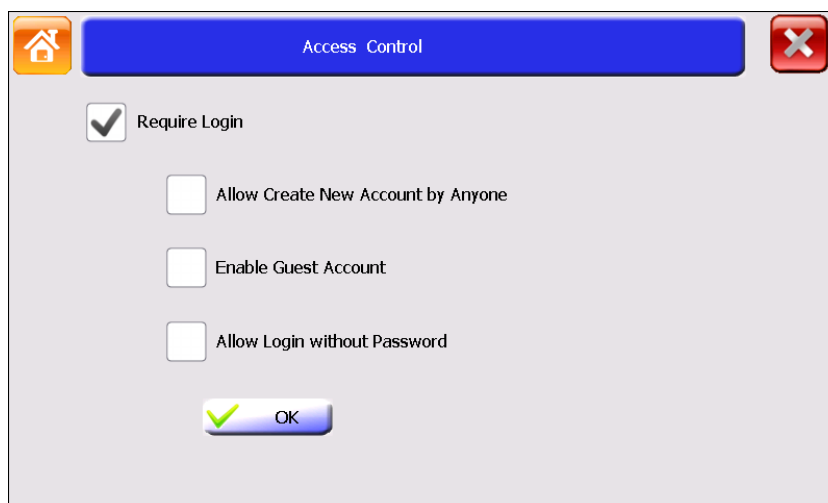 Access Control
Require Login
Allow Create New Account by Anyone
Enable Guest Account
Allow Login without Password
OK